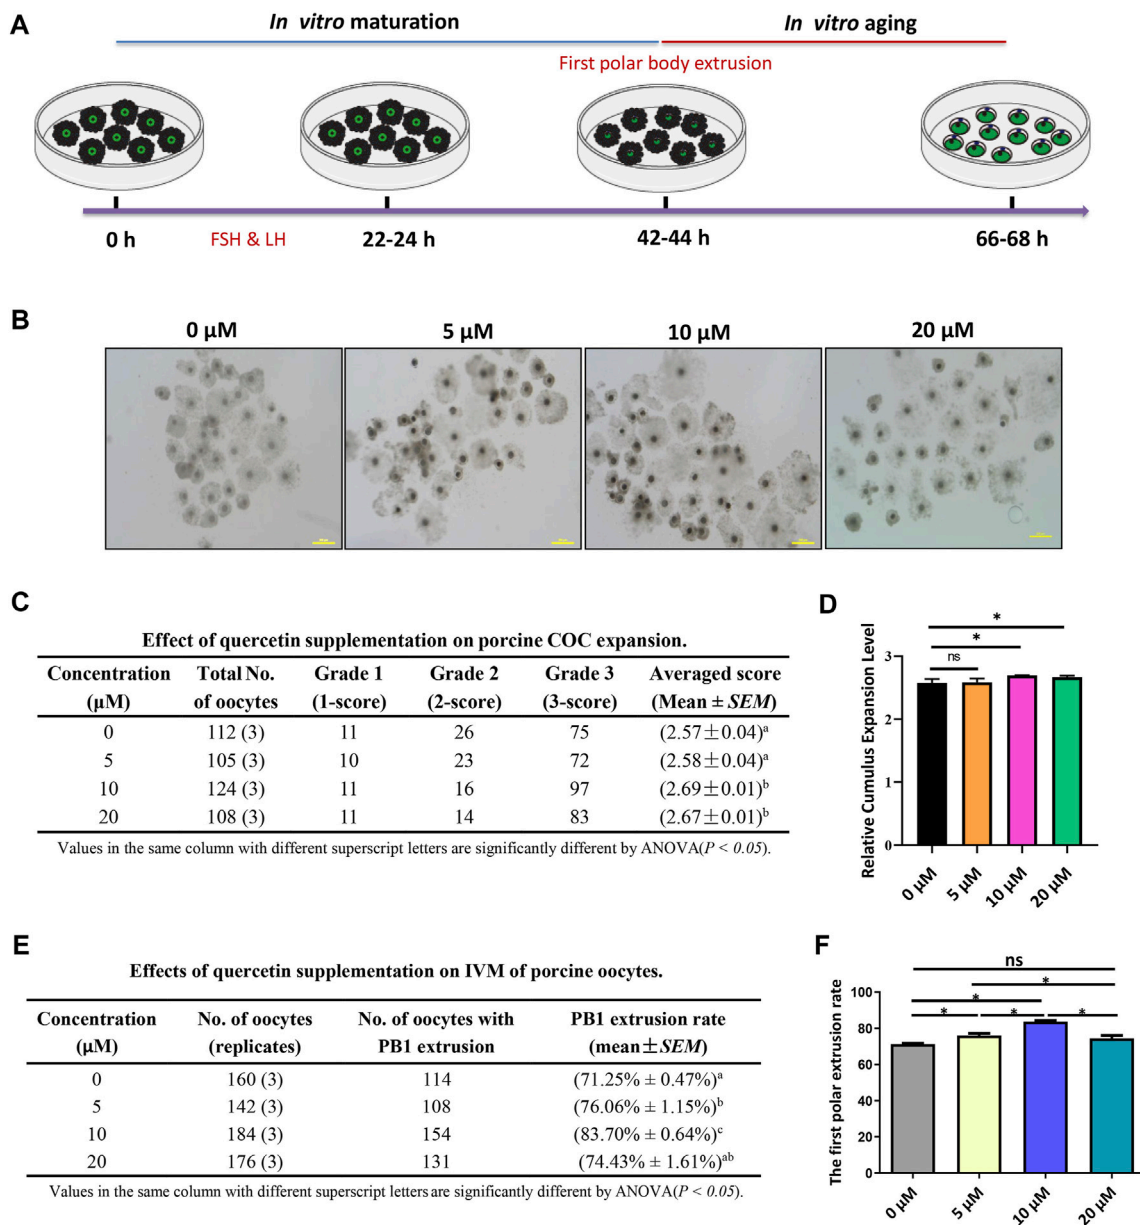 A
In vitro maturation
In vitro aging
First polar body extrusion
0 h
FSH & LH
22-24 h
42-44 h
66-68 h
B
0 μM
5 μM
10 μM
20 μM
C
Effect of quercetin supplementation on porcine COC expansion.
Concentration Total No. Grade 1 Grade 2 Grade 3 Averaged score
(μM) of oocytes (1-score) (2-score) (3-score) (Mean ± SEM)
0 112 (3) 11 26 75 (2.57±0.04)ᵃ
5 105 (3) 10 23 72 (2.58±0.04)ᵃ
10 124 (3) 11 16 97 (2.69±0.01)ᵇ
20 108 (3) 11 14 83 (2.67±0.01)ᵇ
Values in the same column with different superscript letters are significantly different by ANOVA(P < 0.05).
D
*
*
ns
Relative Cumulus Expansion Level
3
2
1
0
0 μM
5 μM
10 μM
20 μM
E
Effects of quercetin supplementation on IVM of porcine oocytes.
Concentration No. of oocytes No. of oocytes with PB1 extrusion rate
(μM) (replicates) PB1 extrusion (mean±SEM)
0 160 (3) 114 (71.25% ± 0.47%)ᵃ
5 142 (3) 108 (76.06% ± 1.15%)ᵇ
10 184 (3) 154 (83.70% ± 0.64%)ᶜ
20 176 (3) 131 (74.43% ± 1.61%)ᵃᵇ
Values in the same column with different superscript letters are significantly different by ANOVA(P < 0.05).
F
ns
*
*
* * *
The first polar extrusion rate
100
80
60
40
20
0
0 μM
5 μM
10 μM
20 μM